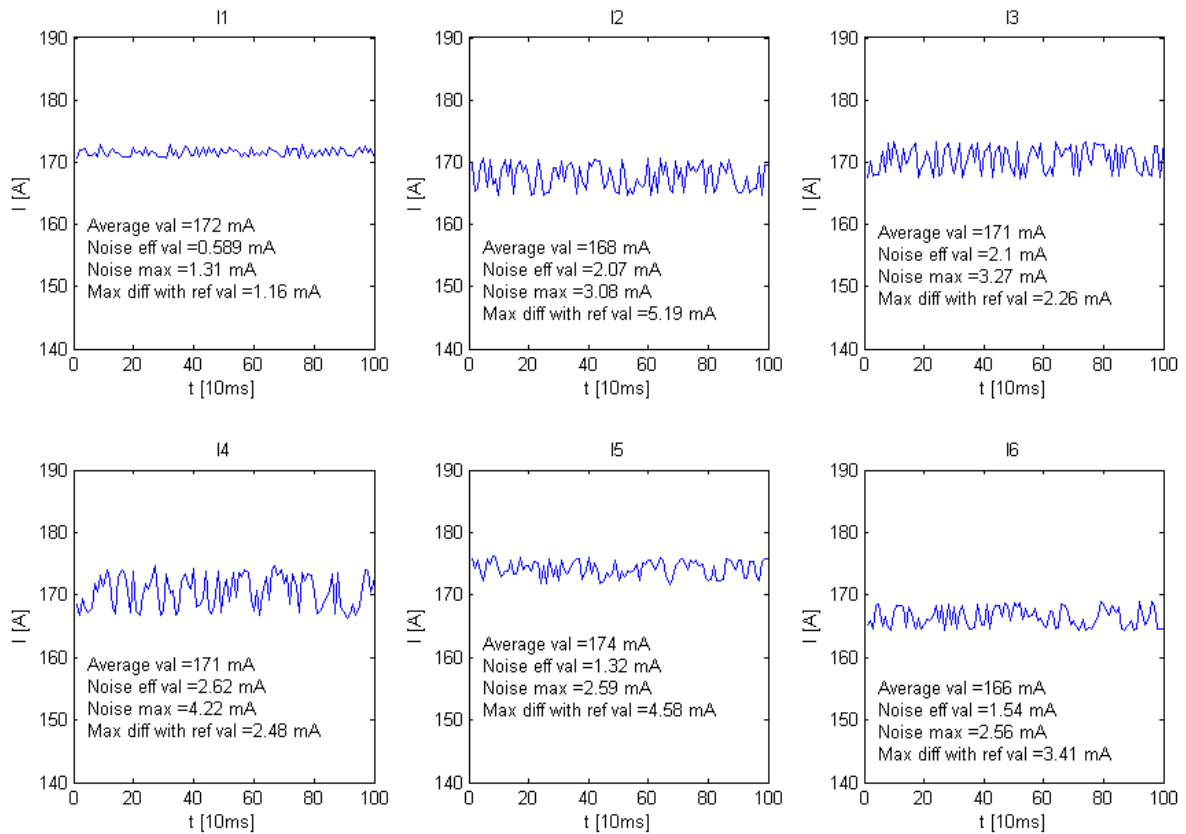 I1
190
180
170
160
150
140
I [A]
Average val =172 mA
Noise eff val =0.589 mA
Noise max =1.31 mA
Max diff with ref val =1.16 mA
0 20 40 60 80 100
t [10ms]
I2
190
180
170
160
150
140
I [A]
Average val =168 mA
Noise eff val =2.07 mA
Noise max =3.08 mA
Max diff with ref val =5.19 mA
0 20 40 60 80 100
t [10ms]
I3
190
180
170
160
150
140
I [A]
Average val =171 mA
Noise eff val =2.1 mA
Noise max =3.27 mA
Max diff with ref val =2.26 mA
0 20 40 60 80 100
t [10ms]
I4
190
180
170
160
150
140
I [A]
Average val =171 mA
Noise eff val =2.62 mA
Noise max =4.22 mA
Max diff with ref val =2.48 mA
0 20 40 60 80 100
t [10ms]
I5
190
180
170
160
150
140
I [A]
Average val =174 mA
Noise eff val =1.32 mA
Noise max =2.59 mA
Max diff with ref val =4.58 mA
0 20 40 60 80 100
t [10ms]
I6
190
180
170
160
150
140
I [A]
Average val =166 mA
Noise eff val =1.54 mA
Noise max =2.56 mA
Max diff with ref val =3.41 mA
0 20 40 60 80 100
t [10ms]